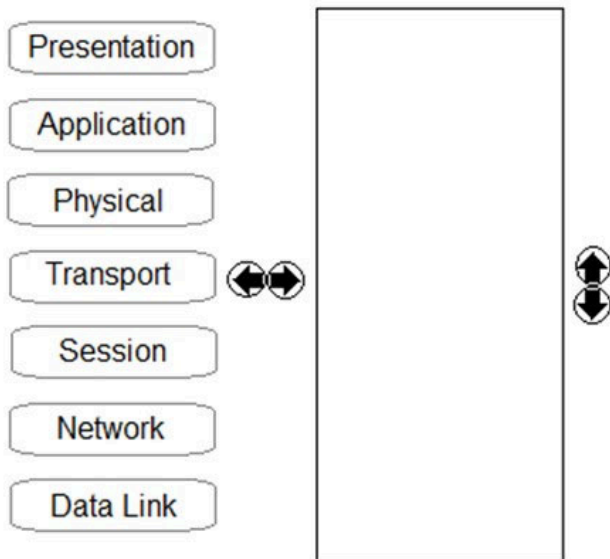 Presentation
Application
Physical
Transport
Session
Network
Data Link